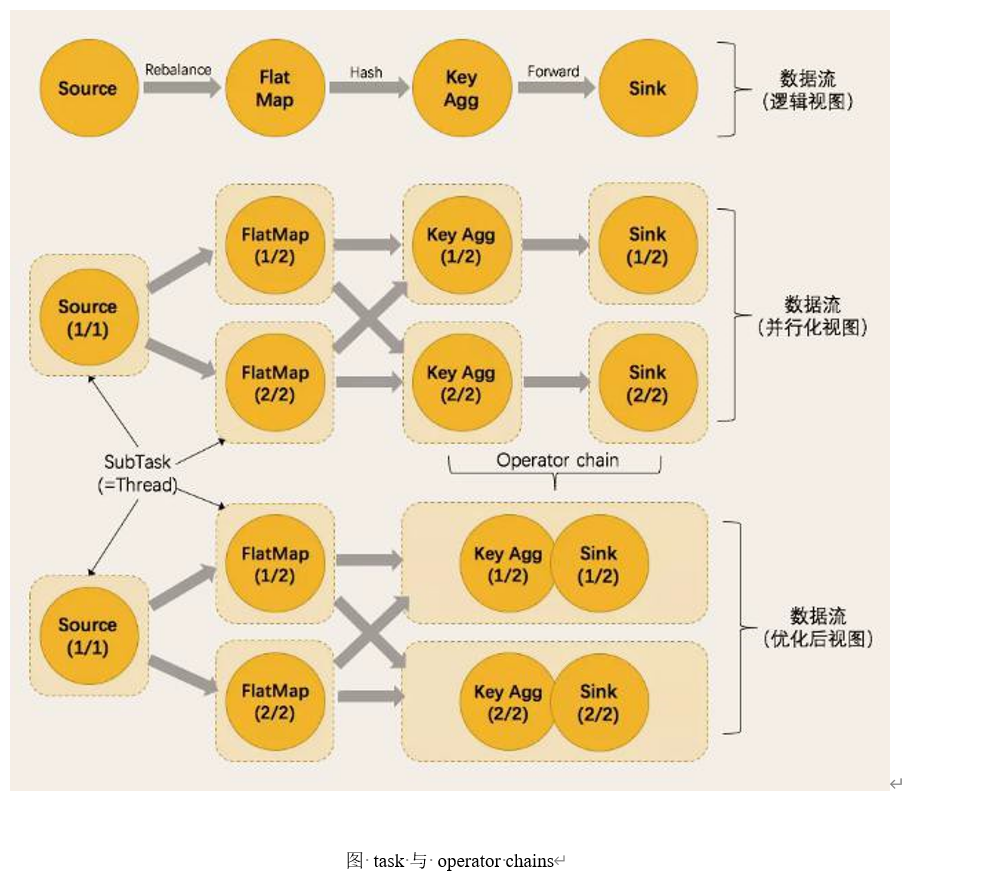 Rebalance
Hash
Forward
Source
Flat
Map
Key
Agg
Sink
数据流
(逻辑视图)
FlatMap
(1/2)
Key Agg
(1/2)
Sink
(1/2)
Source
(1/1)
数据流
(并行化视图)
FlatMap
(2/2)
Key Agg
(2/2)
Sink
(2/2)
SubTask
(=Thread)
Operator chain
FlatMap
(1/2)
Key Agg
(1/2)
Sink
(1/2)
Source
(1/1)
数据流
(优化后视图)
FlatMap
(2/2)
Key Agg
(2/2)
Sink
(2/2)
图 task 与 operator chains